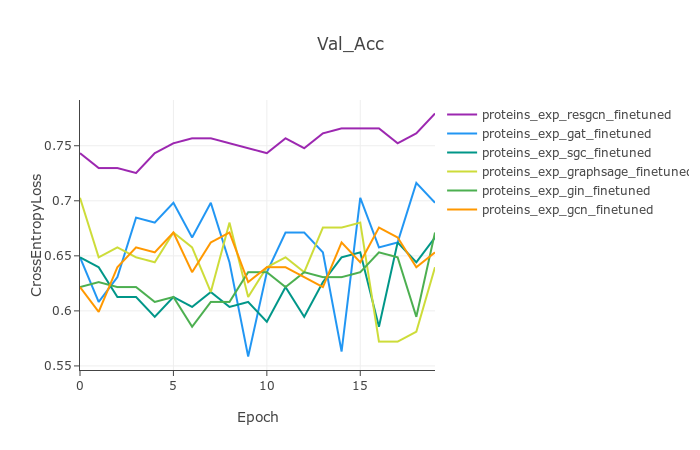 Val_Acc
CrossEntropyLoss
0.75
0.7
0.65
0.6
0.55
0
5
10
15
Epoch
proteins_exp_resgcn_finetuned
proteins_exp_gat_finetuned
proteins_exp_sgc_finetuned
proteins_exp_graphsage_finetuned
proteins_exp_gin_finetuned
proteins_exp_gcn_finetuned